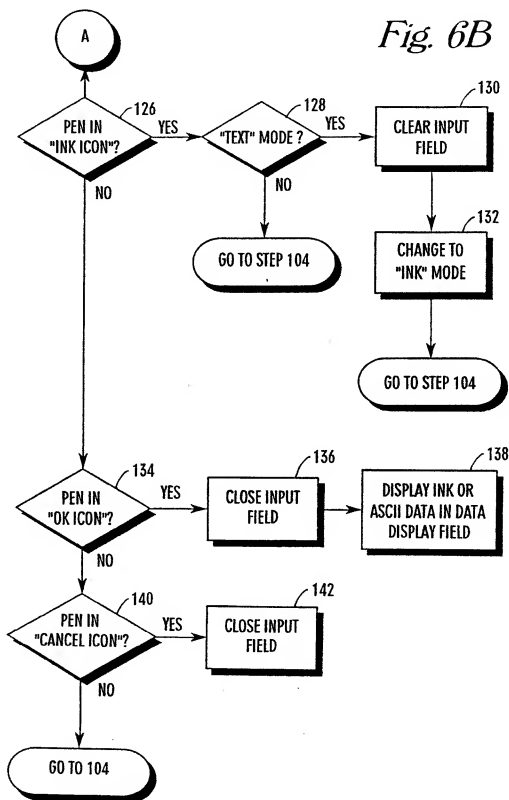 Fig. 6B
A
126
PEN IN
"INK ICON"?
YES
NO
128
"TEXT" MODE ?
YES
NO
130
CLEAR INPUT
FIELD
132
CHANGE TO
"INK" MODE
GO TO STEP 104
GO TO STEP 104
134
PEN IN
"OK ICON"?
YES
NO
136
CLOSE INPUT
FIELD
138
DISPLAY INK OR
ASCII DATA IN DATA
DISPLAY FIELD
140
PEN IN
"CANCEL ICON"?
YES
NO
142
CLOSE INPUT
FIELD
GO TO 104